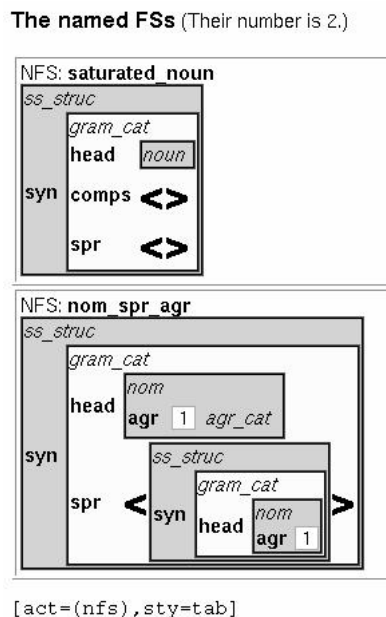 The named FSs (Their number is 2.)
NFS: saturated_noun
ss_struc
gram_cat
head noun
syn comps <>
spr <>
NFS: nom_spr_agr
ss_struc
gram_cat
nom
head
agr 1 agr_cat
syn
ss_struc
gram_cat
spr < syn head nom >
agr 1
[act=(nfs),sty=tab]